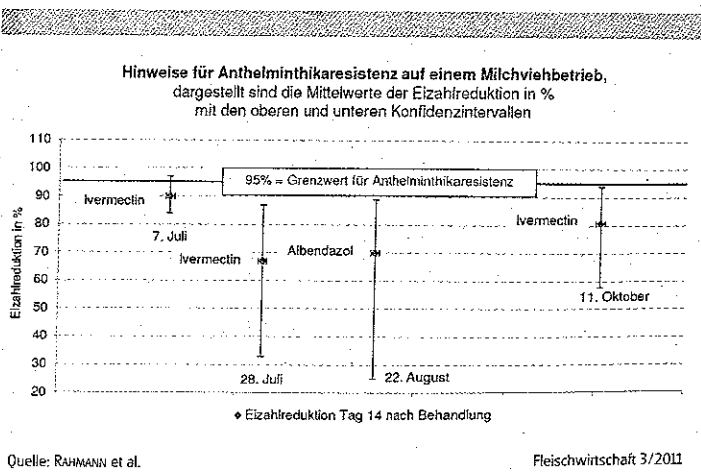 Hinweise für Anthelminthikaresistenz auf einem Milchviehbetrieb,
dargestellt sind die Mittelwerte der Eizahlreduktion in %
mit den oberen und unteren Konfidenzintervallen
Eizahlreduktion in %
110
100
90
80
70
60
50
40
30
20
95% = Grenzwert für Anthelminthikaresistenz
Ivermectin
7. Juli
Ivermectin
28. Juli
Albendazol
22. August
Ivermectin
11. Oktober
Eizahlreduktion Tag 14 nach Behandlung
Quelle: RAHMANN et al.
Fleischwirtschaft 3/2011